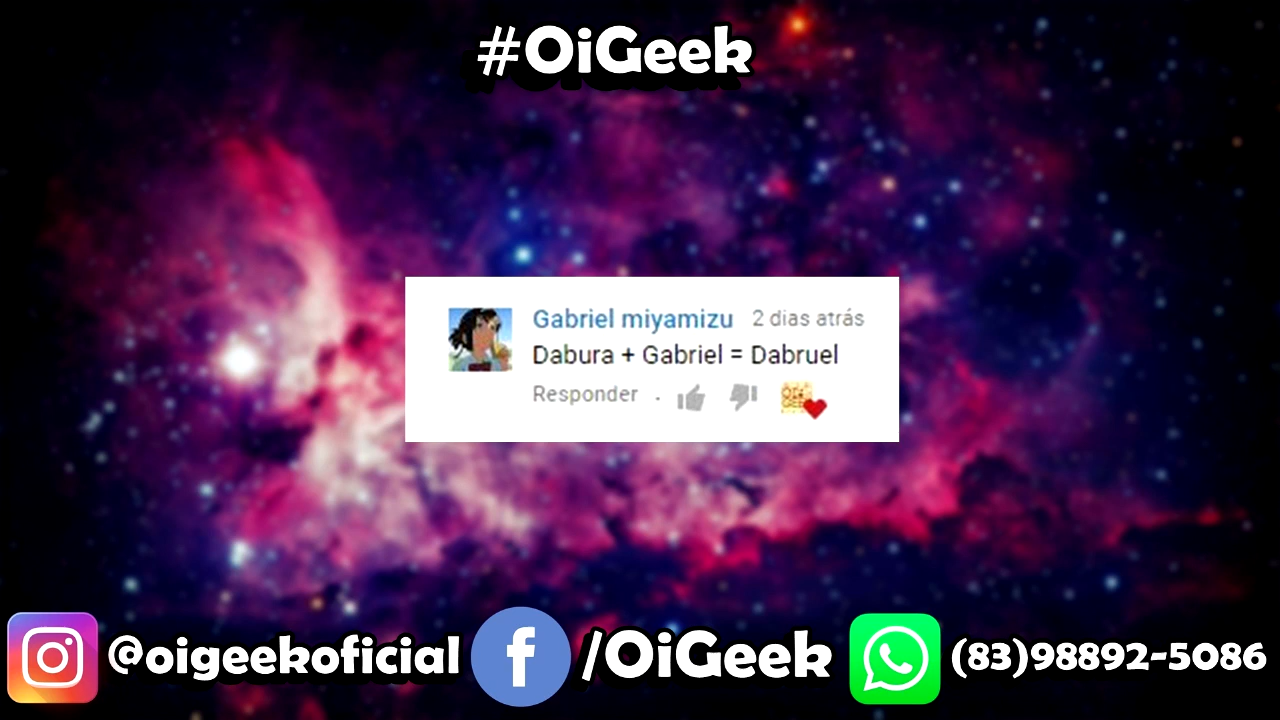 #OiGeek
Gabriel miyamizu 2 dias atrás
Dabura + Gabriel = Dabruel
Responder
@oigeekoficial /OiGeek (83)98892-5086